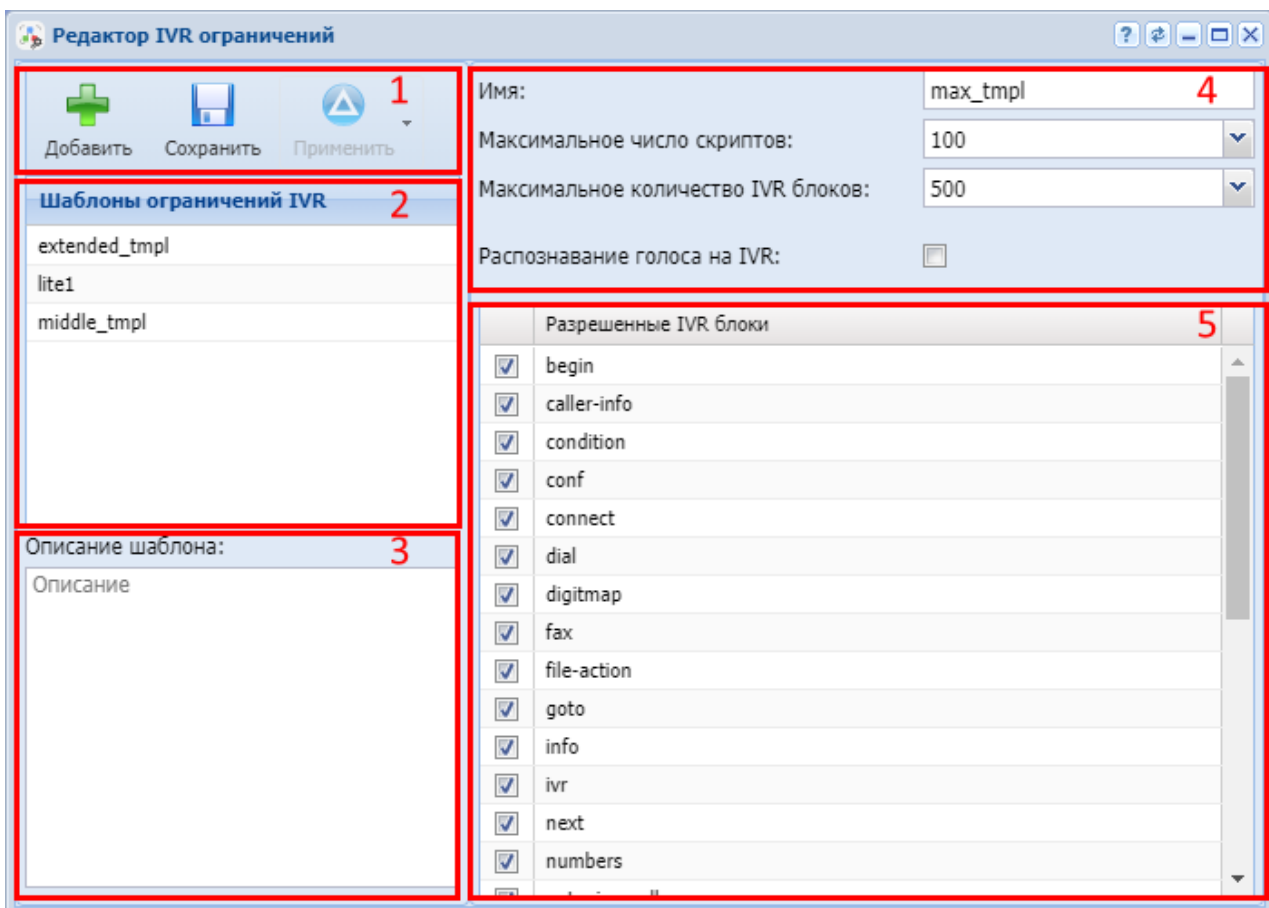 Редактор IVR ограничений
1
Добавить Сохранить Применить
Шаблоны ограничений IVR 2
extended_tmpl
lite1
middle_tmpl
Описание шаблона: 3
Описание
Имя: max_tmpl 4
Максимальное число скриптов: 100
Максимальное количество IVR блоков: 500
Распознавание голоса на IVR:
Разрешенные IVR блоки 5
begin
caller-info
condition
conf
connect
dial
digitmap
fax
file-action
goto
info
ivr
next
numbers